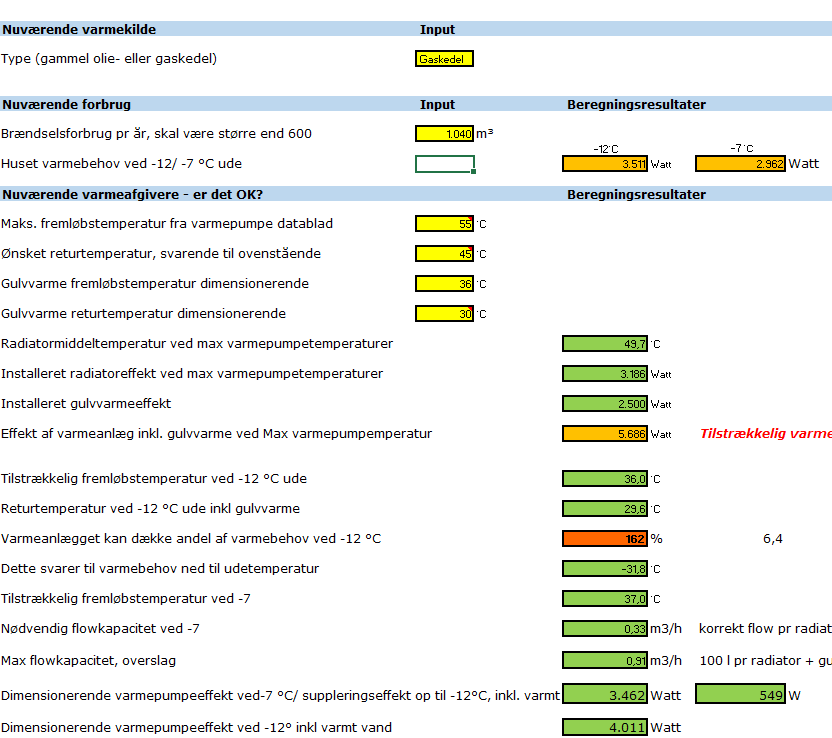 Nuværende varmekilde Input
Type (gammel olie- eller gaskedel) Gaskedel
Nuværende forbrug Input Beregningsresultater
Brændselsforbrug pr år, skal være større end 600 1.040 m³
-12°C -7°C
Huset varmebehov ved -12/ -7 °C ude 3.511 Watt 2.962 Watt
Nuværende varmeafgivere - er det OK? Beregningsresultater
Maks. fremløbstemperatur fra varmepumpe datablad 55 °C
Ønsket returtemperatur, svarende til ovenstående 45 °C
Gulvvarme fremløbstemperatur dimensionerende 36 °C
Gulvvarme returtemperatur dimensionerende 30 °C
Radiatormiddeltemperatur ved max varmepumpetemperaturer 49,7 °C
Installeret radiatoreffekt ved max varmepumpetemperaturer 3.186 Watt
Installeret gulvvarmeeffekt 2.500 Watt
Effekt af varmeanlæg inkl. gulvvarme ved Max varmepumpemperatur 5.686 Watt Tilstrækkelig varme
Tilstrækkelig fremløbstemperatur ved -12 °C ude 36,0 °C
Returtemperatur ved -12 °C ude inkl gulvvarme 29,6 °C
Varmeanlægget kan dække andel af varmebehov ved -12 °C 162 % 6,4
Dette svarer til varmebehov ned til udetemperatur -31,8 °C
Tilstrækkelig fremløbstemperatur ved -7 37,0 °C
Nødvendig flowkapacitet ved -7 0,33 m3/h korrekt flow pr radiat
Max flowkapacitet, overslag 0,91 m3/h 100 l pr radiator + gu
Dimensionerende varmepumpeeffekt ved-7 °C/ suppleringseffekt op til -12°C, inkl. varmt 3.462 Watt 549 W
Dimensionerende varmepumpeeffekt ved -12° inkl varmt vand 4.011 Watt